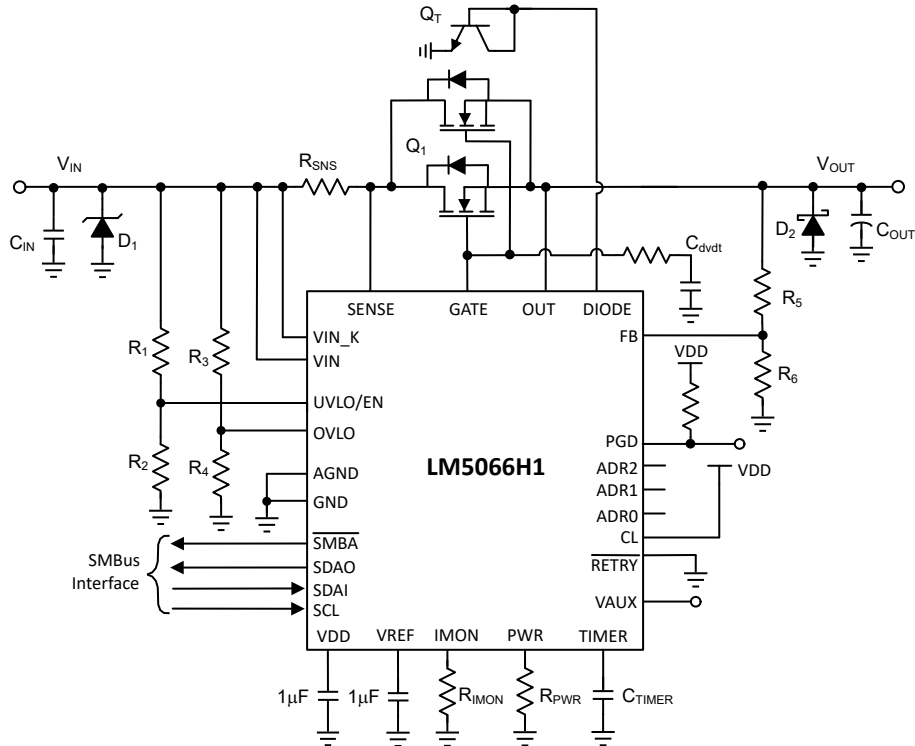 QT
Q1
VIN
RSNS
VOUT
CIN
D1
D2
COUT
Cdvdt
SENSE GATE OUT DIODE
R1
R3
VIN_K
VIN
FB
R5
VDD
R6
UVLO/EN
OVLO
R2
R4
AGND
GND
LM5066H1
PGD
ADR2
VDD
ADR1
ADR0
CL
SMBA
SDAO
SDAI
SCL
SMBus
Interface
RETRY
VAUX
VDD VREF IMON PWR TIMER
1μF
1μF
RIMON
RPWR
CTIMER